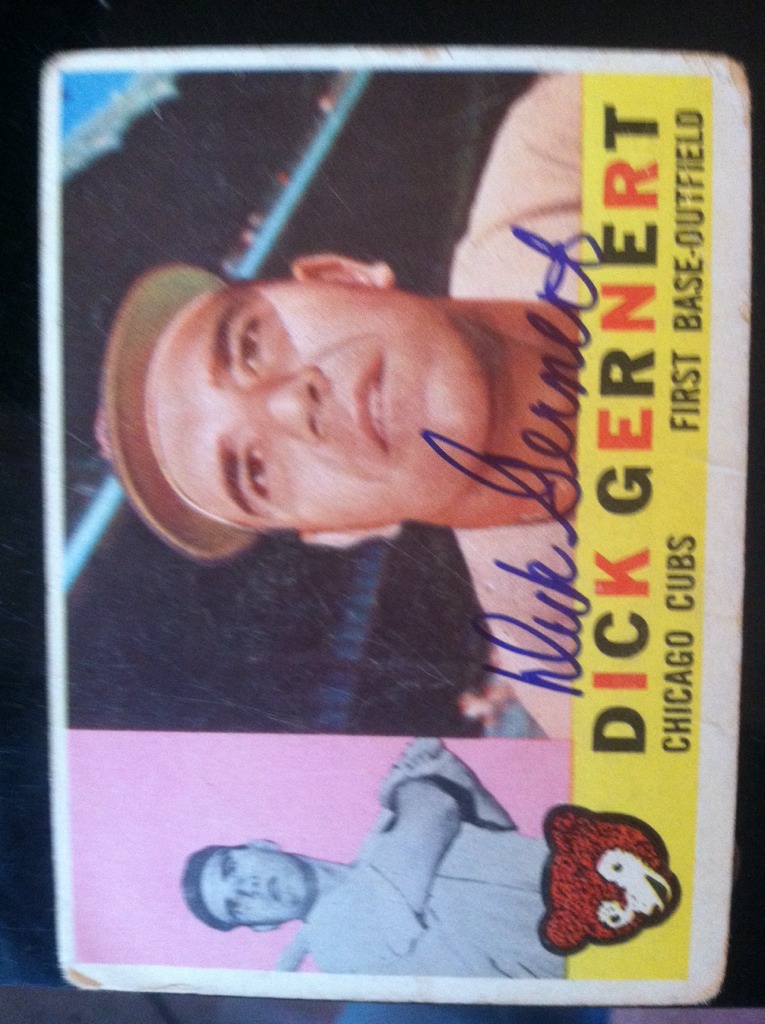 Dick Gernert
DICK GERNERT
CHICAGO CUBS FIRST BASE-OUTFIELD